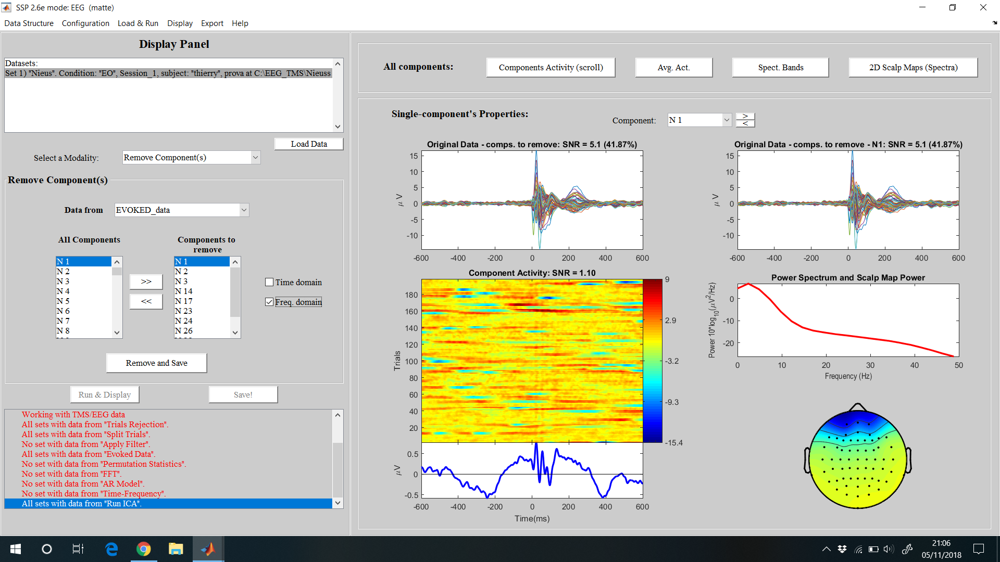 SSP 2.6e mode: EEG (matte)
Data Structure Configuration Load & Run Display Export Help
Display Panel
Datasets:
Set 1) "Nieus". Condition: "EO", Session_1, subject: "thierry", prova at C:\EEG_TMS\Nieuss
Load Data
Select a Modality: Remove Component(s)
Remove Component(s)
Data from EVOKED_data
All Components
N 1
N 2
N 3
N 4
N 5
N 6
N 7
N 8
>>
<<
Components to
remove
N 1
N 2
N 3
N 14
N 17
N 23
N 24
N 26
Time domain
Freq. domain
Remove and Save
Run & Display Save!
Working with TMS/EEG data
All sets with data from "Trials Rejection".
All sets with data from "Split Trials".
No set with data from "Apply Filter".
All sets with data from "Evoked Data".
No set with data from "Permutation Statistics".
No set with data from "FFT".
No set with data from "AR Model".
No set with data from "Time-Frequency".
All sets with data from "Run ICA".
All components: Components Activity (scroll) Avg. Act. Spect. Bands 2D Scalp Maps (Spectra)
Single-component's Properties:
Component: N 1 > <
Original Data - comps. to remove: SNR = 5.1 (41.87%)
15
10
5
0
-5
-10
μ V
-600 -400 -200 0 200 400 600
Original Data - comps. to remove - N1: SNR = 5.1 (41.87%)
15
10
5
0
-5
-10
μ V
-600 -400 -200 0 200 400 600
Component Activity: SNR = 1.10
180
160
140
120
100
80
60
40
20
Trials
9
2.9
-3.2
-9.3
-15.4
0.5
0
-0.5
μV
-600 -400 -200 0 200 400 600
Time(ms)
Power Spectrum and Scalp Map Power
0
-10
-20
Power 10*log10(μV2/Hz)
0 10 20 30 40 50
Frequency (Hz)
21:06
05/11/2018